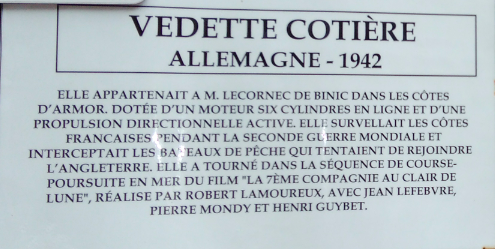 VEDETTE COTIÈRE
ALLEMAGNE - 1942
ELLE APPARTENAIT A M. LECORNEC DE BINIC DANS LES CÔTES
D'ARMOR. DOTÉE D'UN MOTEUR SIX CYLINDRES EN LIGNE ET D'UNE
PROPULSION DIRECTIONNELLE ACTIVE. ELLE SURVELLAIT LES CÔTES
FRANCAISES PENDANT LA SECONDE GUERRE MONDIALE ET
INTERCEPTAIT LES BATEAUX DE PÊCHE QUI TENTAIENT DE REJOINDRE
L'ANGLETERRE. ELLE A TOURNÉ DANS LA SÉQUENCE DE COURSE-
POURSUITE EN MER DU FILM "LA 7ÈME COMPAGNIE AU CLAIR DE
LUNE", RÉALISE PAR ROBERT LAMOUREUX, AVEC JEAN LEFEBVRE,
PIERRE MONDY ET HENRI GUYBET.